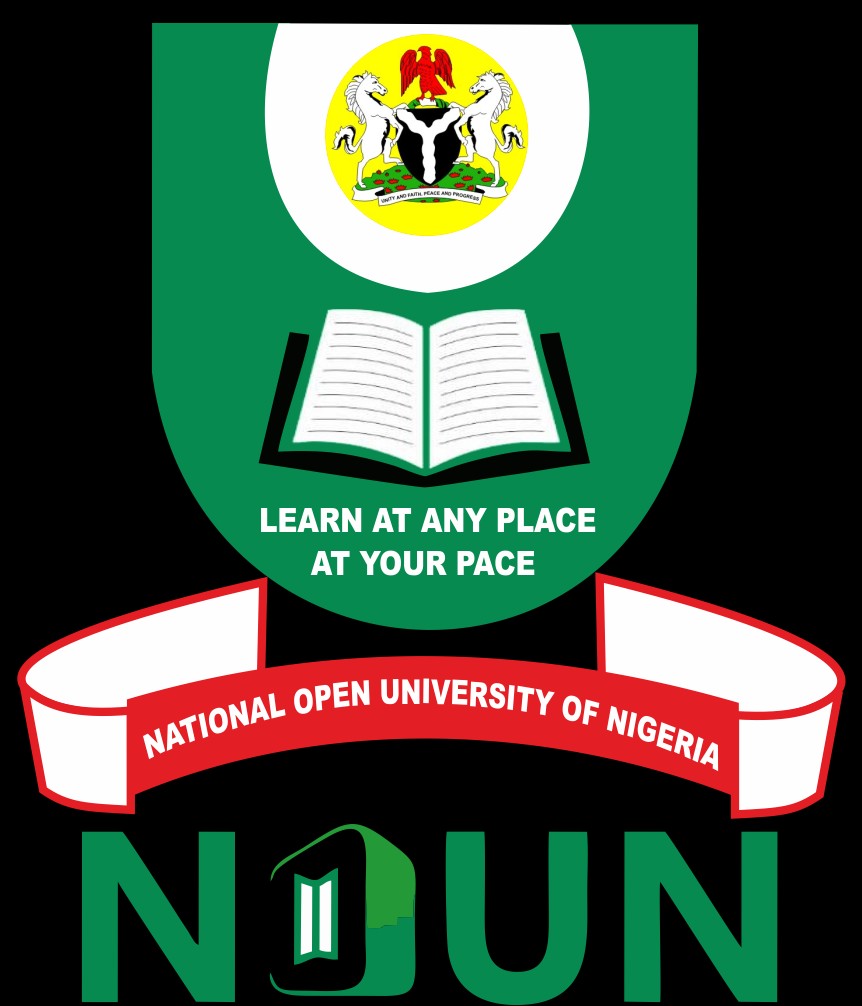 UNITY AND FAITH, PEACE AND PROGRESS
LEARN AT ANY PLACE
AT YOUR PACE
NATIONAL OPEN UNIVERSITY OF NIGERIA
NOUN